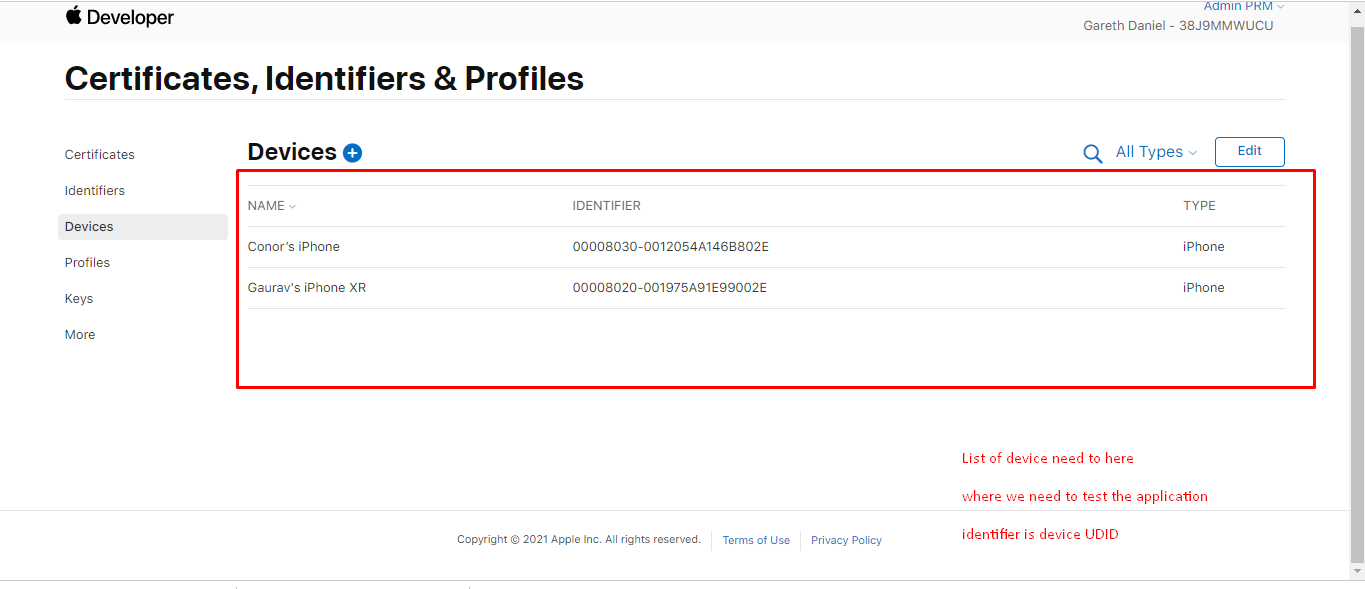 Developer
Admin PRM
Gareth Daniel - 38J9MMWUCU
Certificates, Identifiers & Profiles
Certificates
Identifiers
Devices
Profiles
Keys
More
Devices
All Types
Edit
NAME IDENTIFIER TYPE
Conor’s iPhone 00008030-0012054A146B802E iPhone
Gaurav's iPhone XR 00008020-001975A91E99002E iPhone
List of device need to here
where we need to test the application
identifier is device UDID
Copyright © 2021 Apple Inc. All rights reserved. Terms of Use Privacy Policy